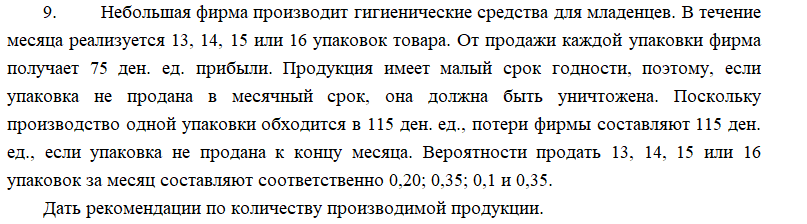 9. Небольшая фирма производит гигиенические средства для младенцев. В течение
месяца реализуется 13, 14, 15 или 16 упаковок товара. От продажи каждой упаковки фирма
получает 75 ден. ед. прибыли. Продукция имеет малый срок годности, поэтому, если
упаковка не продана в месячный срок, она должна быть уничтожена. Поскольку
производство одной упаковки обходится в 115 ден. ед., потери фирмы составляют 115 ден.
ед., если упаковка не продана к концу месяца. Вероятности продать 13, 14, 15 или 16
упаковок за месяц составляют соответственно 0,20; 0,35; 0,1 и 0,35.
Дать рекомендации по количеству производимой продукции.